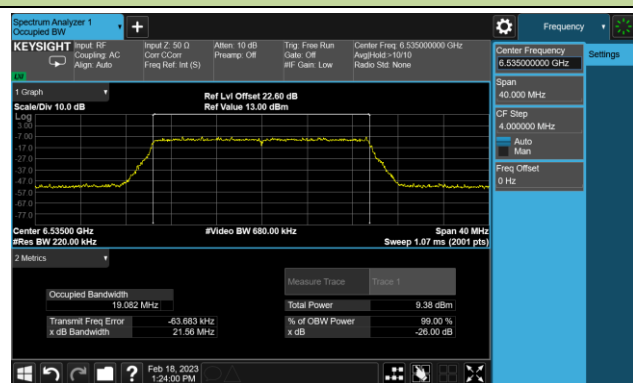 Spectrum Analyzer 1
Occupied BW
Frequency
KEYSIGHT
Input: RF
Coupling: AC
Align: Auto
Input Z: 50 Ω
Corr CCorr
Freq Ref: Int (S)
Atten: 10 dB
Preamp: Off
Trig: Free Run
Gate: Off
#IF Gain: Low
Center Freq: 6.535000000 GHz
Avg|Hold:>10/10
Radio Std: None
Center Frequency
6.535000000 GHz
Settings
Span
40.000 MHz
CF Step
4.000000 MHz
Auto
Man
Freq Offset
0 Hz
1 Graph
Scale/Div 10.0 dB
Ref Lvl Offset 22.60 dB
Ref Value 13.00 dBm
Log
3.00
-7.00
-17.0
-27.0
-37.0
-47.0
-57.0
-67.0
-77.0
Center 6.53500 GHz
#Video BW 680.00 kHz
Span 40 MHz
#Res BW 220.00 kHz
Sweep 1.07 ms (2001 pts)
2 Metrics
Measure Trace
Trace 1
Occupied Bandwidth
19.082 MHz
Total Power
9.38 dBm
Transmit Freq Error
-63.683 kHz
% of OBW Power
99.00 %
x dB Bandwidth
21.56 MHz
x dB
-26.00 dB
?
Feb 18, 2023
1:24:00 PM